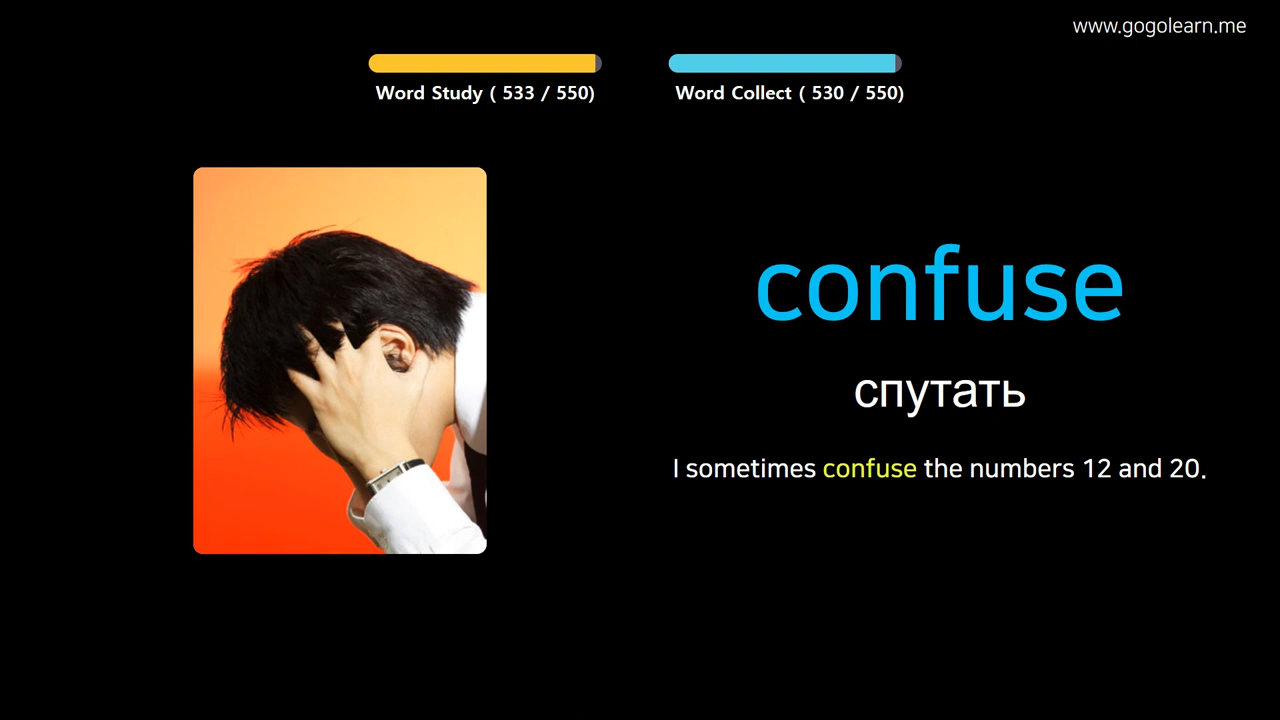 www.gogolearn.me
Word Study ( 533 / 550)
Word Collect ( 530 / 550)
confuse
спутать
I sometimes confuse the numbers 12 and 20.